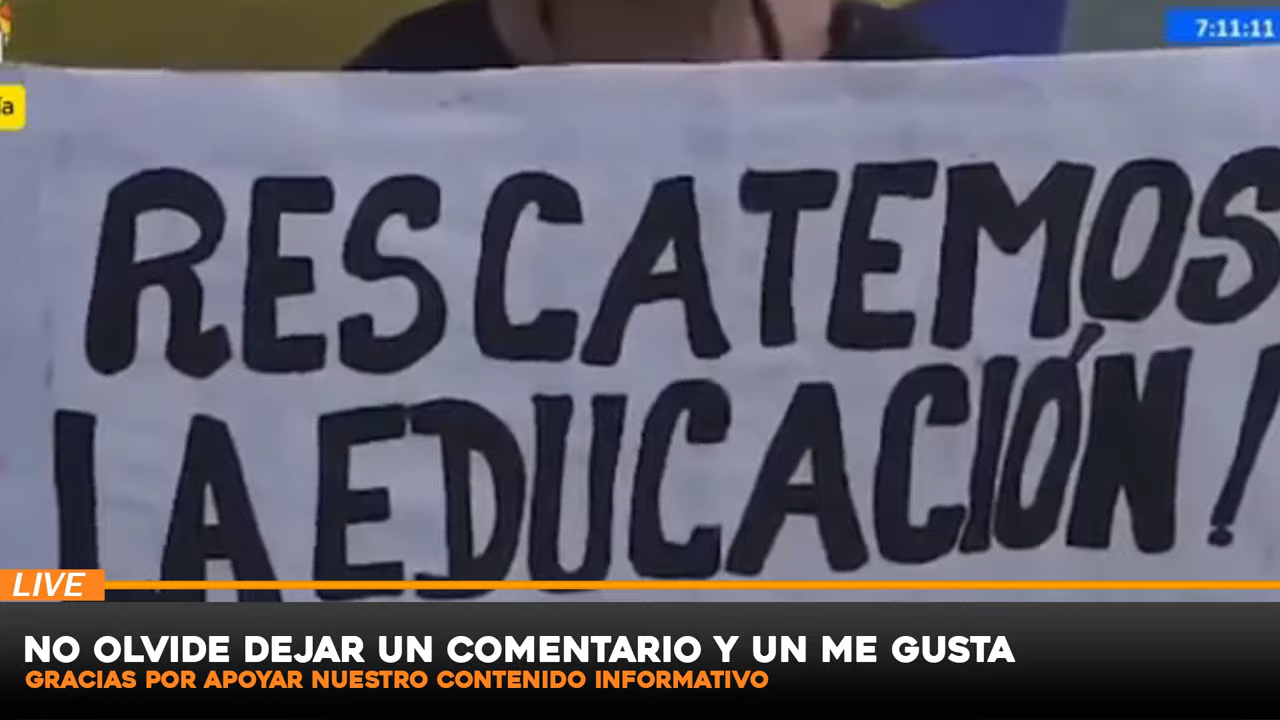 7:11:11
ía
RESCATEMOS
LA EDUCACIÓN!
LIVE
NO OLVIDE DEJAR UN COMENTARIO Y UN ME GUSTA
GRACIAS POR APOYAR NUESTRO CONTENIDO INFORMATIVO